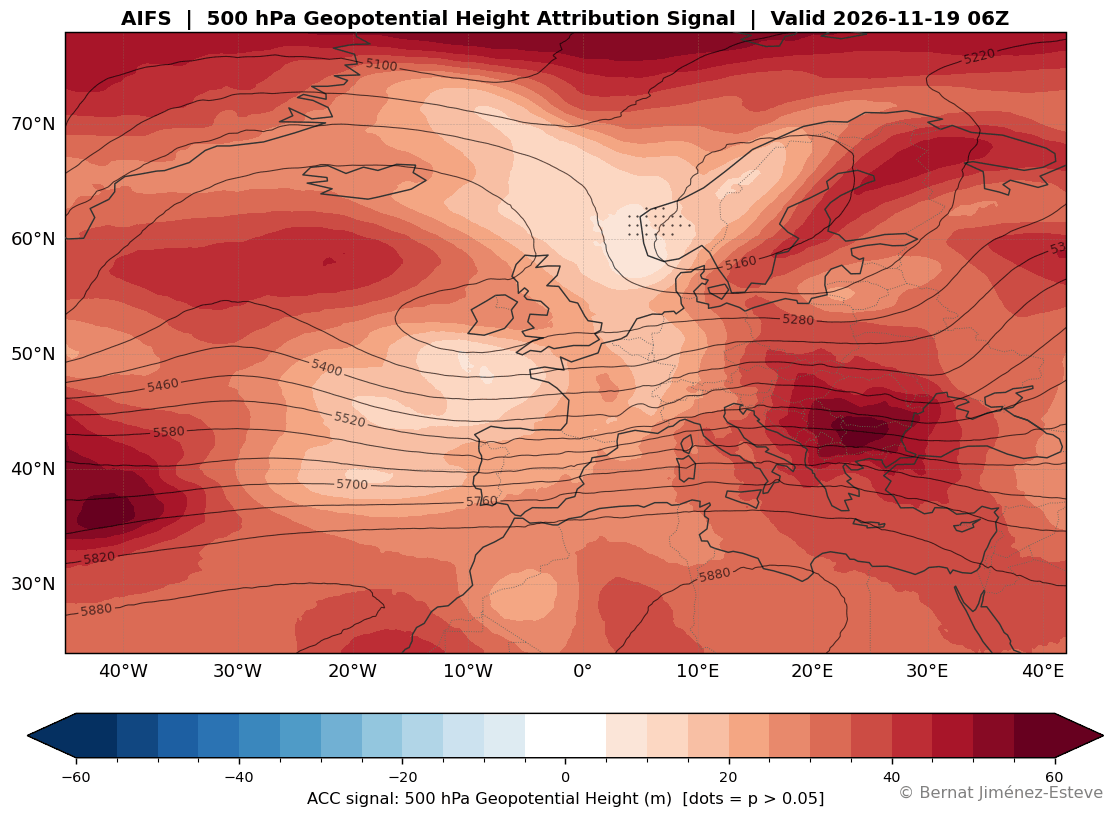 AIFS | 500 hPa Geopotential Height Attribution Signal | Valid 2026-11-19 06Z
5100
5220
70°N
60°N
53
5160
5280
50°N
5400
5460
5520
5580
40°N
5700
5760
5820
5880
30°N
5880
40°W 30°W 20°W 10°W 0° 10°E 20°E 30°E 40°E
−60 −40 −20 0 20 40 60
ACC signal: 500 hPa Geopotential Height (m) [dots = p > 0.05]
© Bernat Jiménez-Esteve